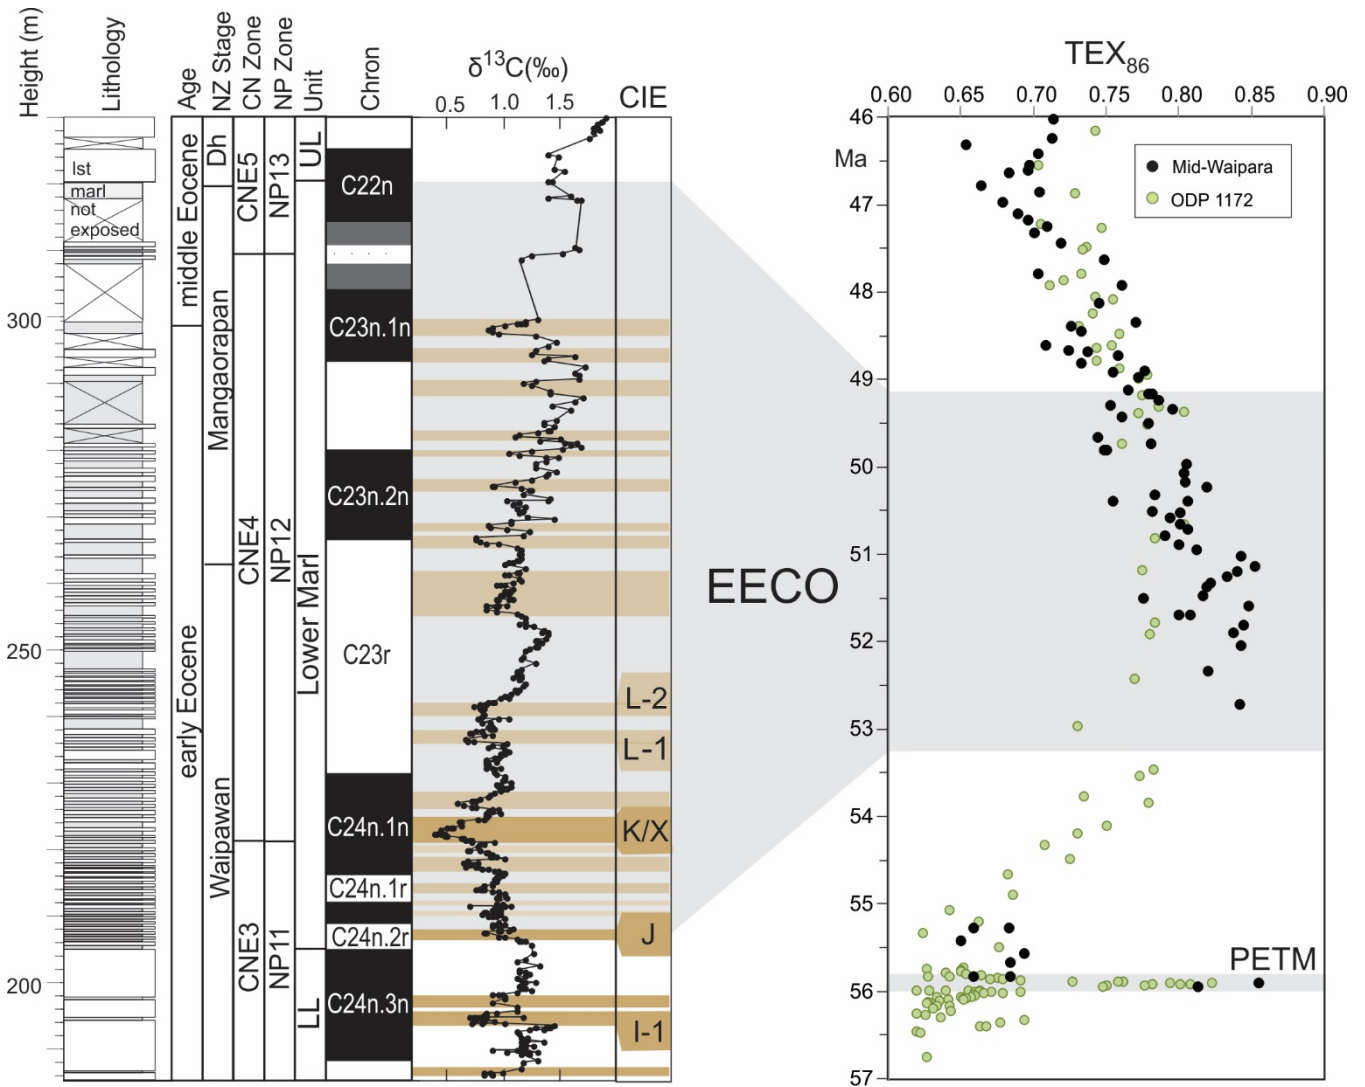 Height (m)
Lithology
Age
NZ Stage
CN Zone
NP Zone
Unit
Chron
δ¹³C(‰)
0.5 1.0 1.5
CIE
300
250
200
lst
marl
not
exposed
middle Eocene
early Eocene
Dh
Mangaorapan
Waipawan
CNE5
CNE4
CNE3
NP13
NP12
NP11
UL
Lower Marl
LL
C22n
C23n.1n
C23n.2n
C23r
C24n.1n
C24n.1r
C24n.2r
C24n.3n
L-2
L-1
K/X
J
I-1
EECO
TEX₈₆
0.60 0.65 0.70 0.75 0.80 0.85 0.90
46
Ma
47
48
49
50
51
52
53
54
55
56
57
Mid-Waipara
ODP 1172
PETM